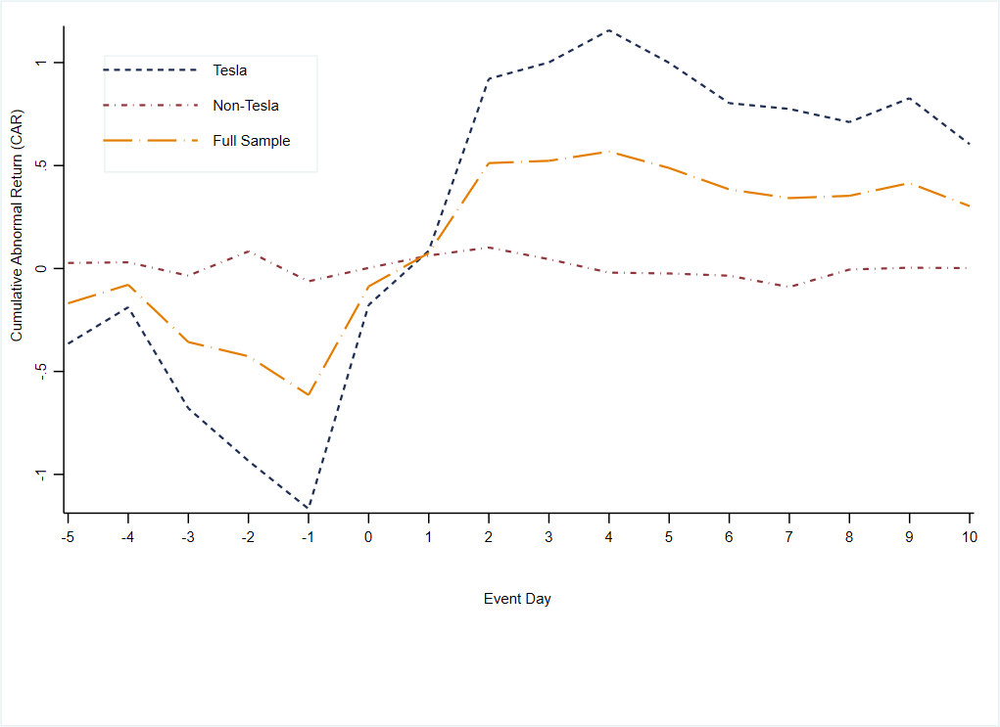 Tesla
Non-Tesla
Full Sample
Cumulative Abnormal Return (CAR)
1
.5
0
-.5
-1
-5 -4 -3 -2 -1 0 1 2 3 4 5 6 7 8 9 10
Event Day